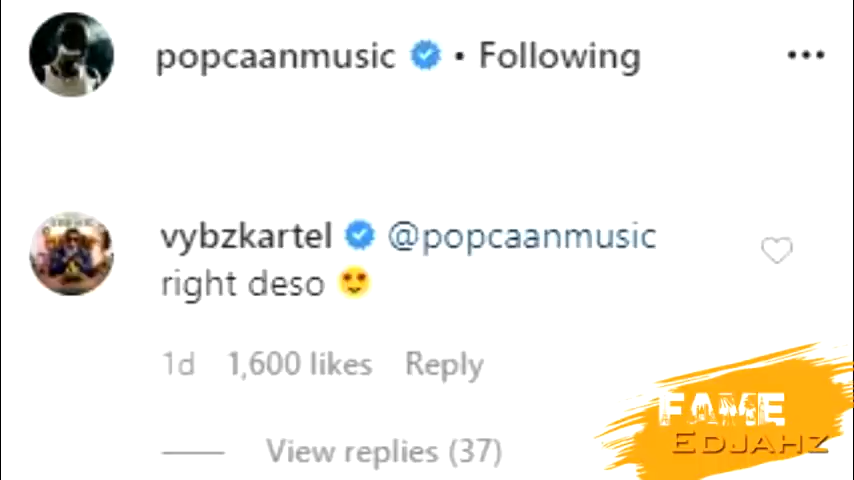 popcaanmusic • Following
vybzkartel @popcaanmusic
right deso 😍
1d 1,600 likes Reply
View replies (37)
FAME
EDJAHZ